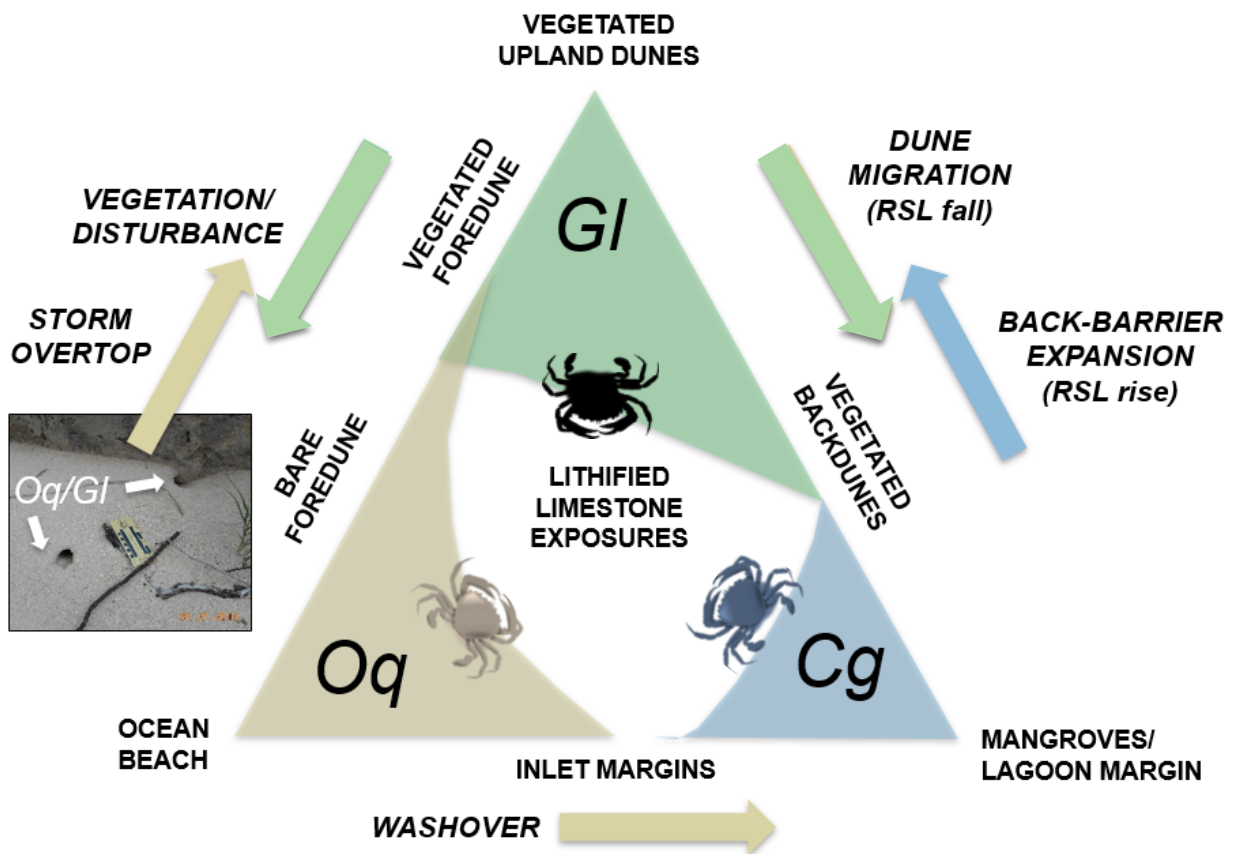 VEGETATED
UPLAND DUNES
VEGETATION/
DISTURBANCE
VEGETATED
FOREDUNE
Gl
DUNE
MIGRATION
(RSL fall)
STORM
OVERTOP
BACK-BARRIER
EXPANSION
(RSL rise)
Oq/Gl
BARE
FOREDUNE
LITHIFIED
LIMESTONE
EXPOSURES
VEGETATED
BACKDUNES
Oq
Cg
OCEAN
BEACH
INLET MARGINS
MANGROVES/
LAGOON MARGIN
WASHOVER